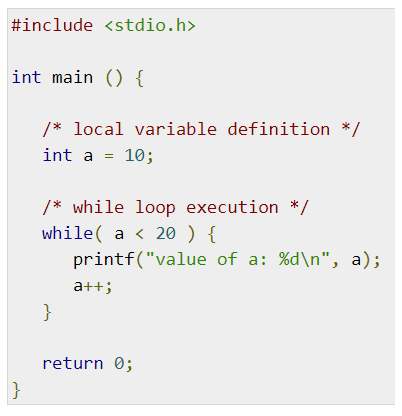 #include <stdio.h>
int main () {
/* local variable definition */
int a = 10;
/* while loop execution */
while( a < 20 ) {
printf("value of a: %d\n", a);
a++;
}
return 0;
}